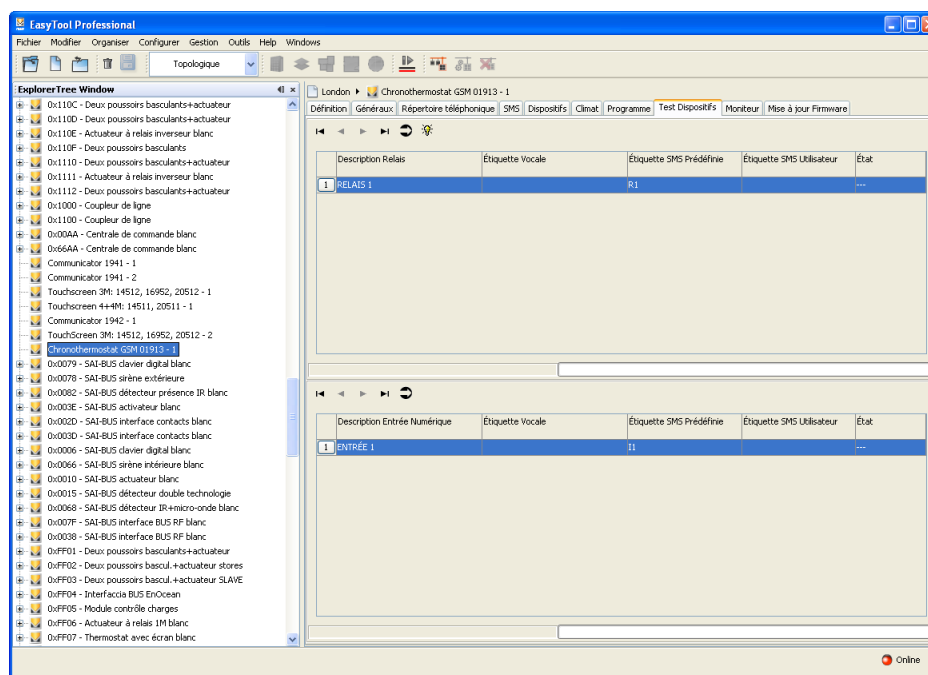 EasyTool Professional
Fichier Modifier Organiser Configurer Gestion Outils Help Windows
Topologique
ExplorerTree Window
0x110C - Deux poussoirs basculants+actuateur
0x110D - Deux poussoirs basculants+actuateur
0x110E - Actuateur à relais inverseur blanc
0x110F - Deux poussoirs basculants
0x1110 - Deux poussoirs basculants+actuateur
0x1111 - Actuateur à relais inverseur blanc
0x1112 - Deux poussoirs basculants+actuateur
0x1000 - Coupleur de ligne
0x1100 - Coupleur de ligne
0x00AA - Centrale de commande blanc
0x66AA - Centrale de commande blanc
Communicator 1941 - 1
Communicator 1941 - 2
Touchscreen 3M: 14512, 16952, 20512 - 1
Touchscreen 4+4M: 14511, 20511 - 1
Communicator 1942 - 1
TouchScreen 3M: 14512, 16952, 20512 - 2
Chronothermostat GSM 01913 - 1
0x0079 - SAI-BUS clavier digital blanc
0x0078 - SAI-BUS sirène extérieure
0x0082 - SAI-BUS détecteur présence IR blanc
0x003E - SAI-BUS activateur blanc
0x002D - SAI-BUS interface contacts blanc
0x003D - SAI-BUS interface contacts blanc
0x0006 - SAI-BUS clavier digital blanc
0x0066 - SAI-BUS sirène intérieure blanc
0x0010 - SAI-BUS actuateur blanc
0x0015 - SAI-BUS détecteur double technologie
0x0068 - SAI-BUS détecteur IR+micro-onde blanc
0x007F - SAI-BUS interface BUS RF blanc
0x0038 - SAI-BUS interface BUS RF blanc
0xFF01 - Deux poussoirs basculants+actuateur
0xFF02 - Deux poussoirs bascul.+actuateur stores
0xFF03 - Deux poussoirs bascul.+actuateur SLAVE
0xFF04 - Interfaccia BUS EnOcean
0xFF05 - Module contrôle charges
0xFF06 - Actuateur à relais 1M blanc
0xFF07 - Thermostat avec écran blanc
London Chronothermostat GSM 01913 - 1
Définition Généraux Répertoire téléphonique SMS Dispositifs Climat Programme Test Dispositifs Moniteur Mise à jour Firmware
Description Relais Étiquette Vocale Étiquette SMS Prédéfinie Étiquette SMS Utilisateur État
1 RELAIS 1 R1 ---
Description Entrée Numérique Étiquette Vocale Étiquette SMS Prédéfinie Étiquette SMS Utilisateur État
1 ENTRÉE 1 I1 ---
Online